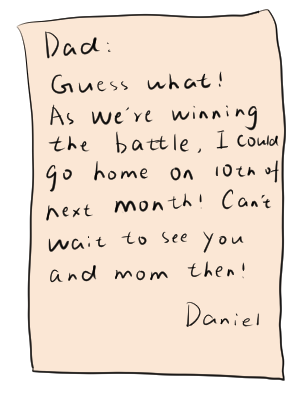 Dad:
Guess what!
As we're winning
the battle, I could
go home on 10th of
next month! Can't
wait to see you
and mom then!
Daniel